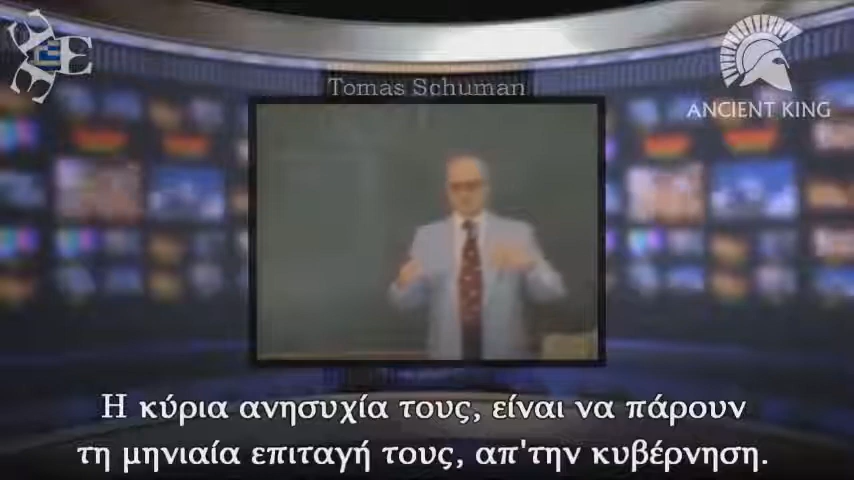 Tomas Schuman
ANCIENT KING
Η κύρια ανησυχία τους, είναι να πάρουν
τη μηνιαία επιταγή τους, απ'την κυβέρνηση.